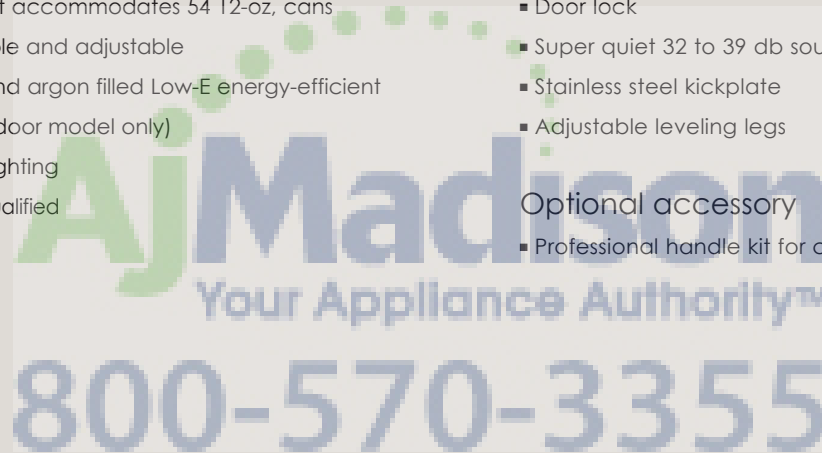 t accommodates 54 12-oz, cans
le and adjustable
nd argon filled Low-E energy-efficient
door model only)
ghting
alified
▪ Door lock
▪ Super quiet 32 to 39 db sou
▪ Stainless steel kickplate
▪ Adjustable leveling legs
Optional accessory
▪ Professional handle kit for
AjMadison
Your Appliance Authority™
800-570-3355